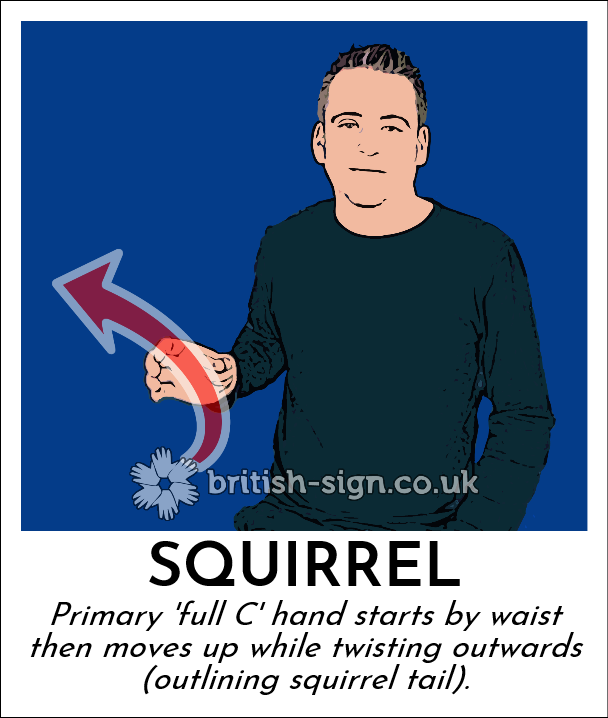 british-sign.co.uk
SQUIRREL
Primary 'full C' hand starts by waist
then moves up while twisting outwards
(outlining squirrel tail).